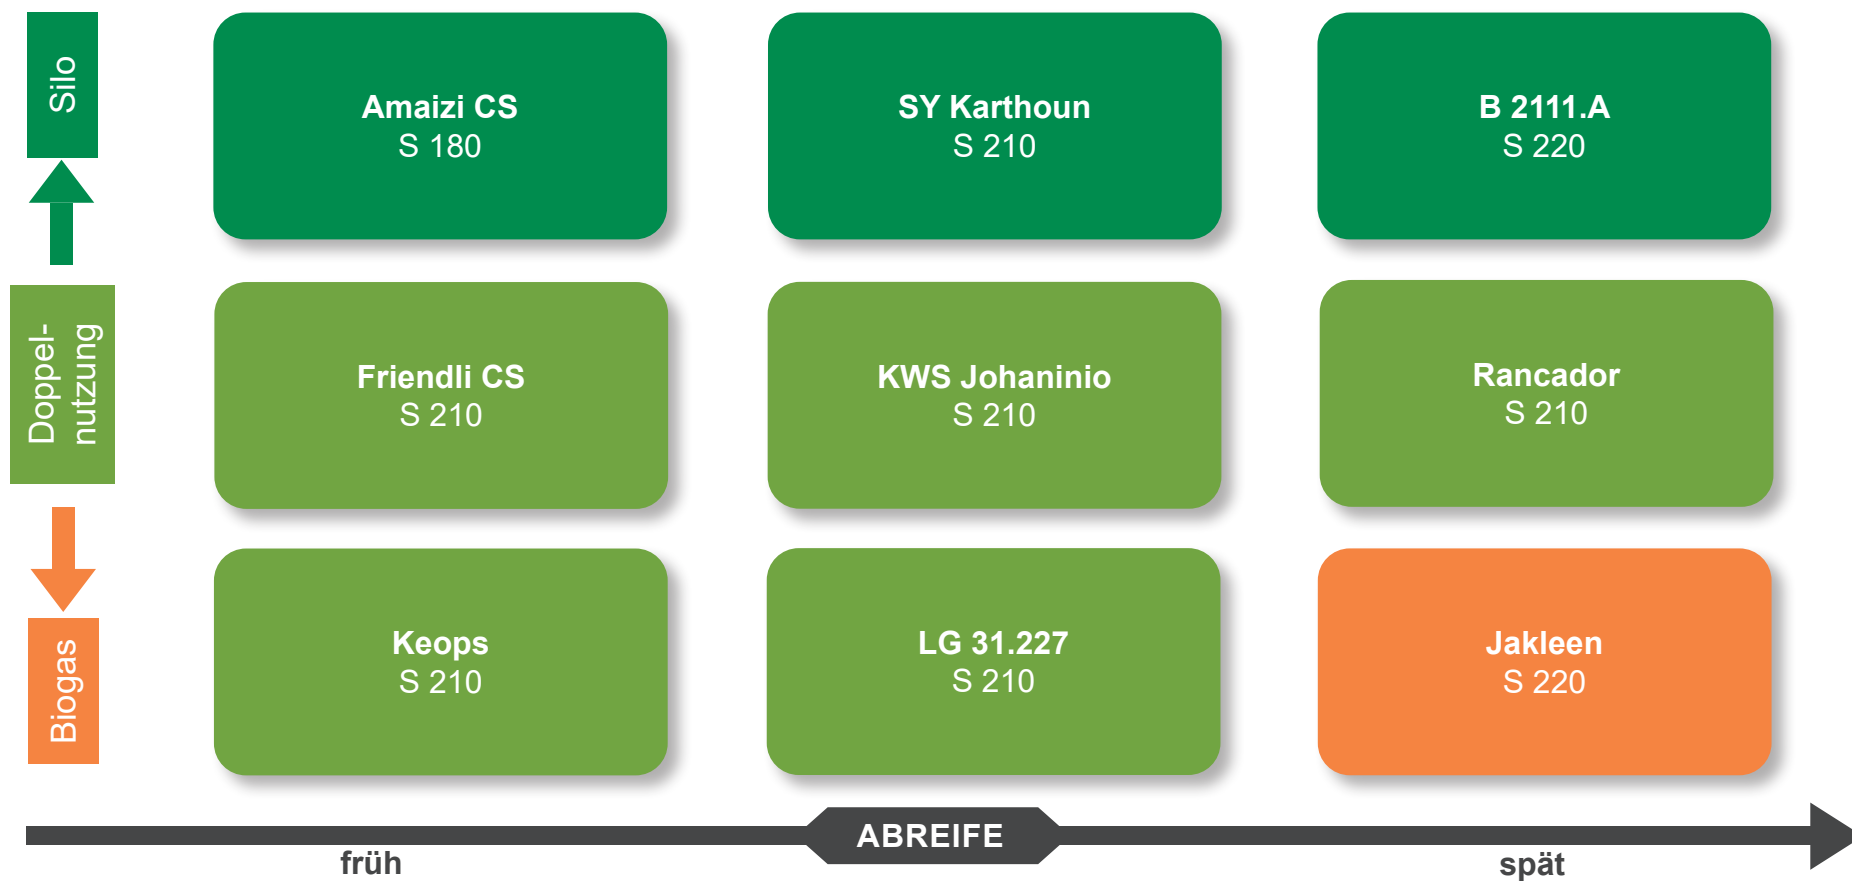 Silo
Amaizi CS
S 180
SY Karthoun
S 210
B 2111.A
S 220
Doppel-
nutzung
Friendli CS
S 210
KWS Johaninio
S 210
Rancador
S 210
Biogas
Keops
S 210
LG 31.227
S 210
Jakleen
S 220
ABREIFE
früh
spät